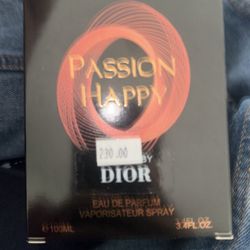 PASSION
HAPPY
230.00
BY
DIOR
EAU DE PARFUM
VAPORISATEUR SPRAY
100ML
3.4FL. OZ